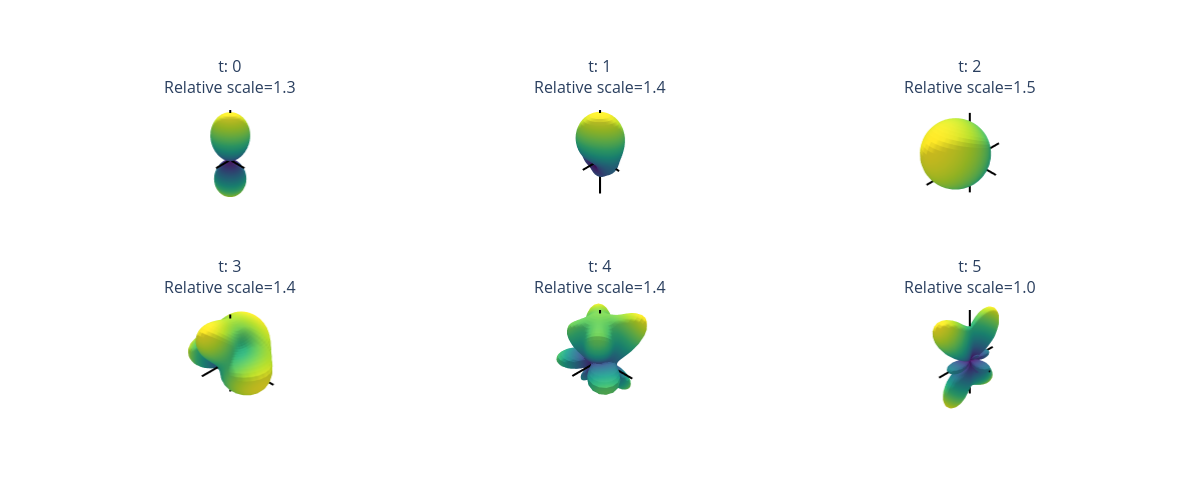 t: 0
Relative scale=1.3
t: 1
Relative scale=1.4
t: 2
Relative scale=1.5
t: 3
Relative scale=1.4
t: 4
Relative scale=1.4
t: 5
Relative scale=1.0